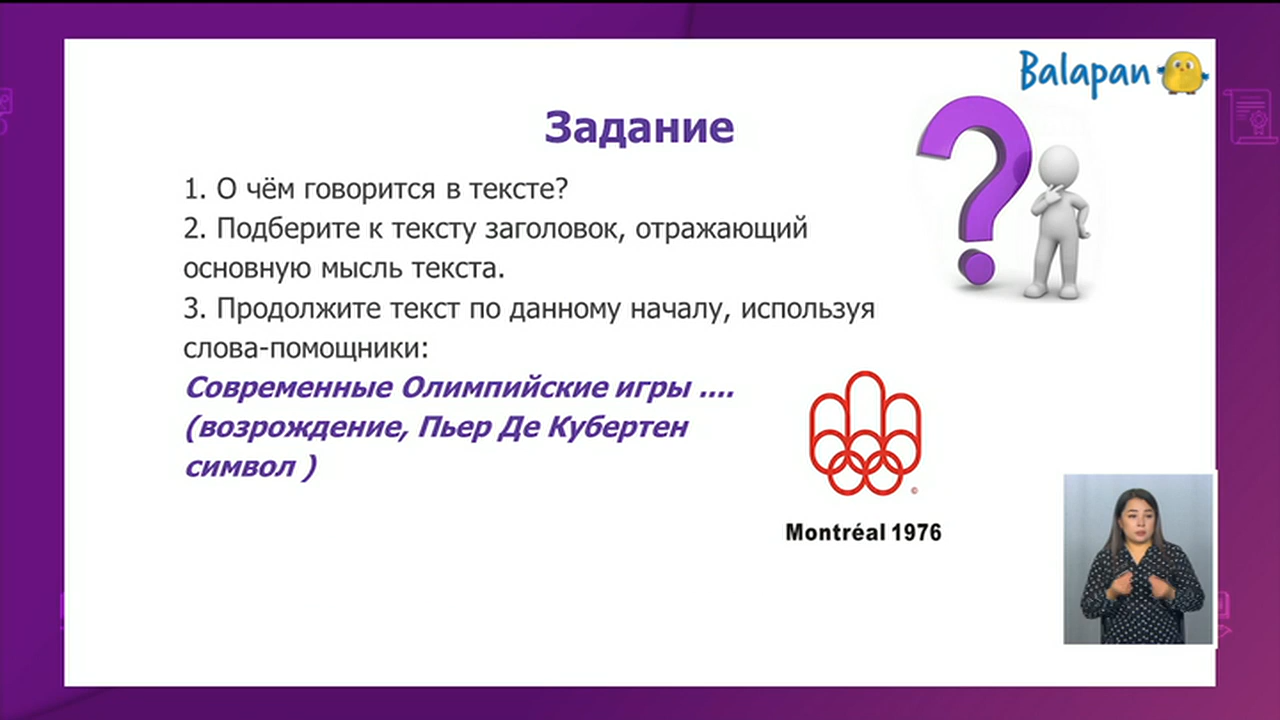 Balapan
Задание
1. О чём говорится в тексте?
2. Подберите к тексту заголовок, отражающий
основную мысль текста.
3. Продолжите текст по данному началу, используя
слова-помощники:
Современные Олимпийские игры ....
(возрождение, Пьер Де Кубертен
символ )
©
Montréal 1976